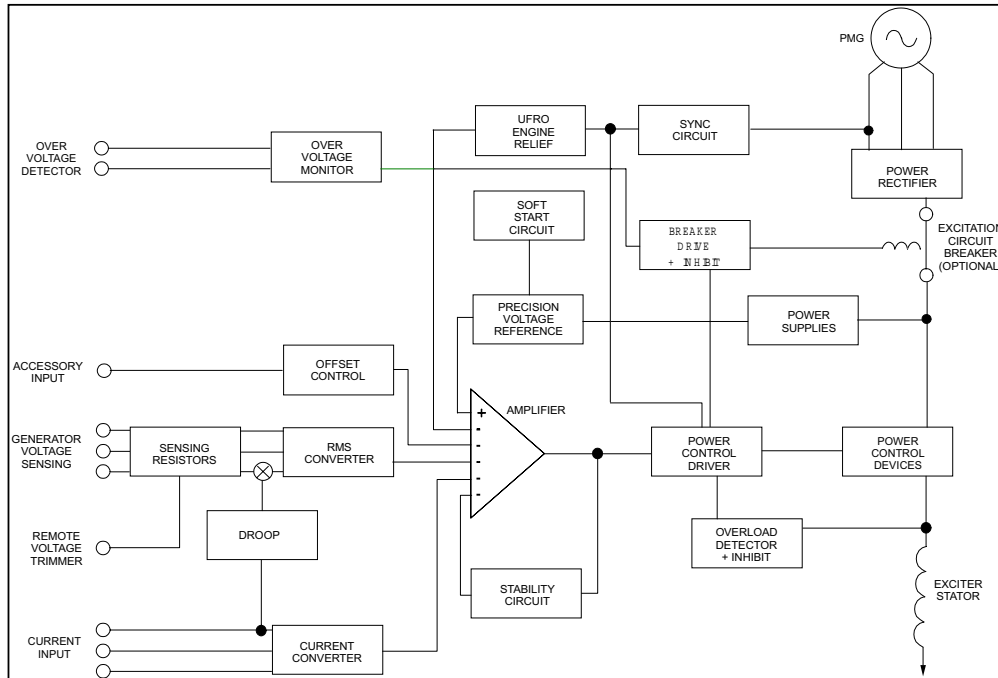 PMG
UFRO
ENGINE
RELIEF
SYNC
CIRCUIT
OVER
VOLTAGE
DETECTOR
OVER
VOLTAGE
MONITOR
POWER
RECTIFIER
SOFT
START
CIRCUIT
BREAKER
DRIVE
+ INHIBIT
EXCITATION
CIRCUIT
BREAKER
(OPTIONAL)
PRECISION
VOLTAGE
REFERENCE
POWER
SUPPLIES
ACCESSORY
INPUT
OFFSET
CONTROL
AMPLIFIER
+
-
-
-
-
-
GENERATOR
VOLTAGE
SENSING
SENSING
RESISTORS
RMS
CONVERTER
POWER
CONTROL
DRIVER
POWER
CONTROL
DEVICES
REMOTE
VOLTAGE
TRIMMER
DROOP
OVERLOAD
DETECTOR
+ INHIBIT
STABILITY
CIRCUIT
EXCITER
STATOR
CURRENT
INPUT
CURRENT
CONVERTER